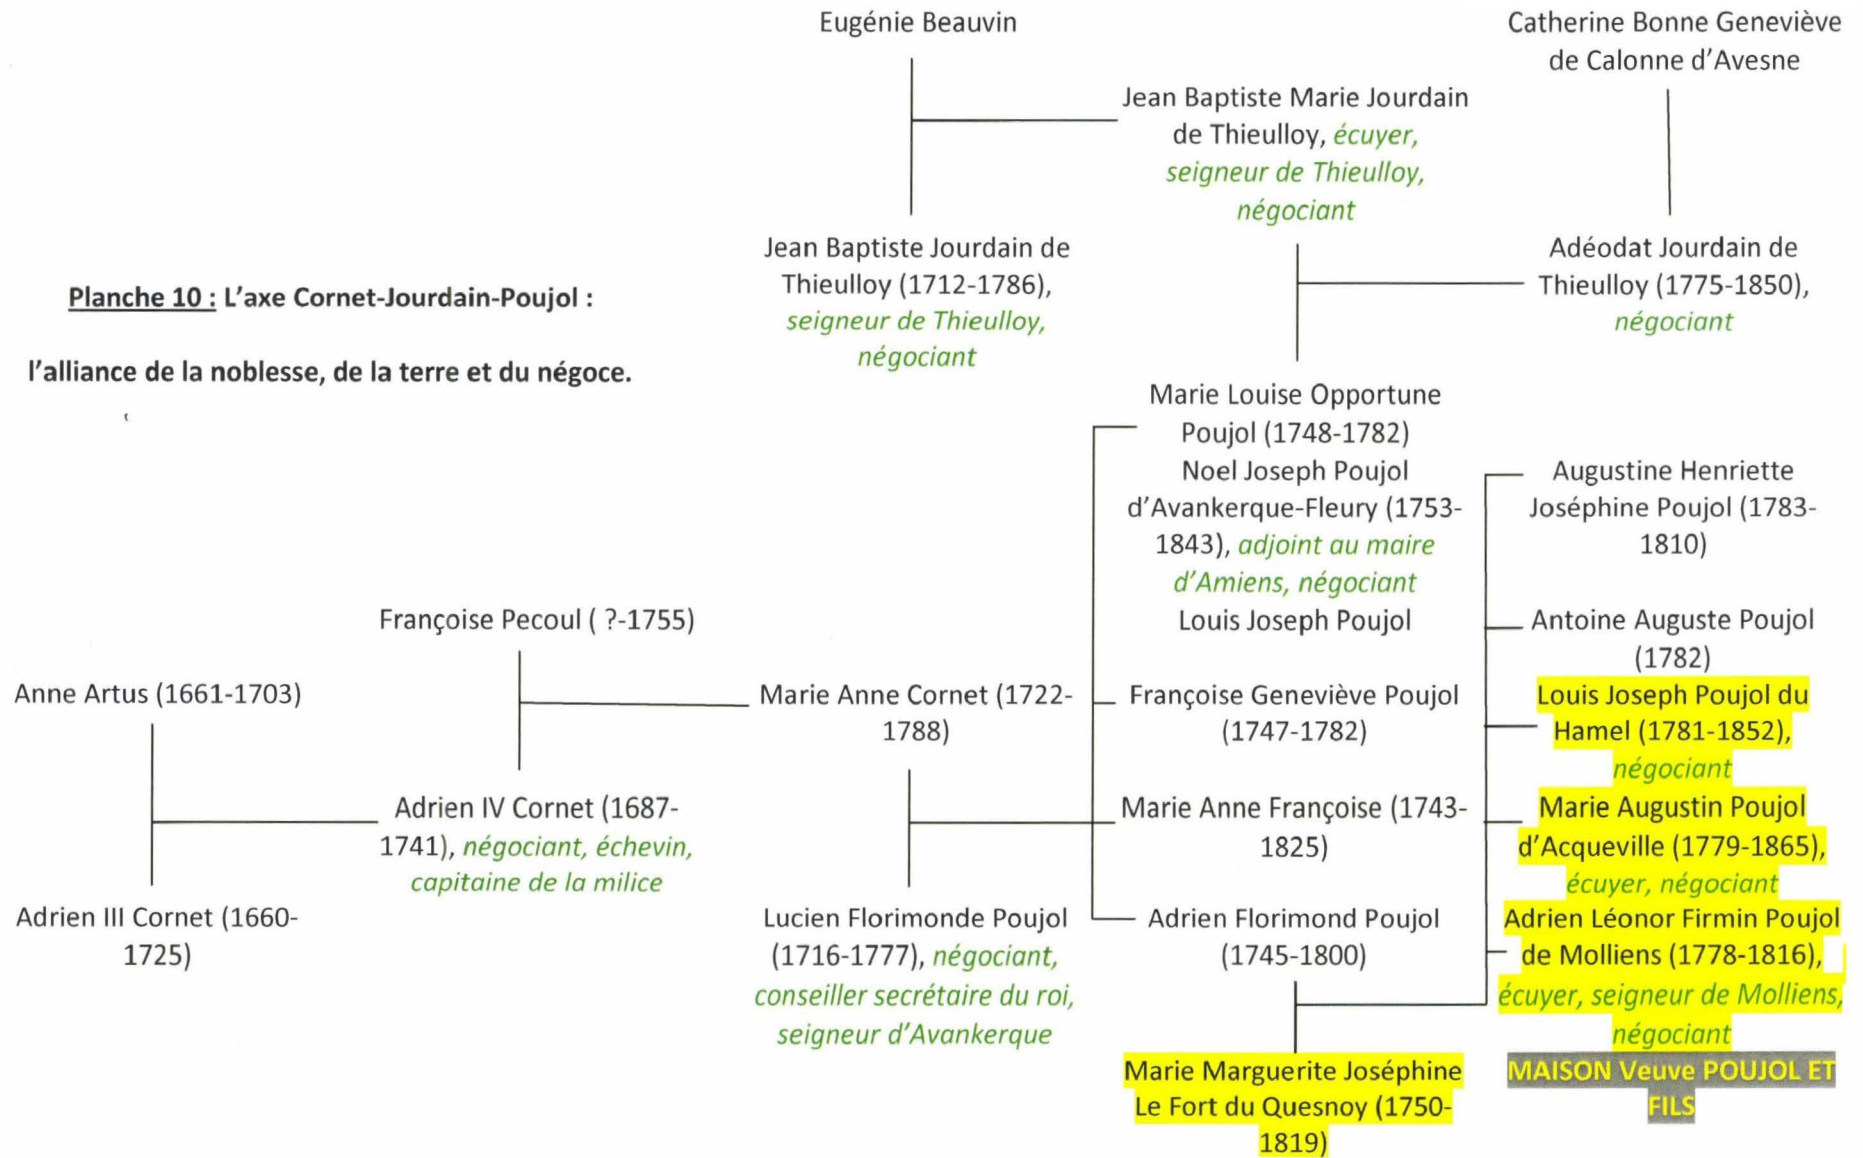 Eugénie Beauvin
Catherine Bonne Geneviève
de Calonne d'Avesne
Jean Baptiste Marie Jourdain
de Thieulloy, écuyer,
seigneur de Thieulloy,
négociant
Jean Baptiste Jourdain de
Thieulloy (1712-1786),
seigneur de Thieulloy,
négociant
Adéodat Jourdain de
Thieulloy (1775-1850),
négociant
Planche 10 : L'axe Cornet-Jourdain-Poujol :
l'alliance de la noblesse, de la terre et du négoce.
Marie Louise Opportune
Poujol (1748-1782)
Noel Joseph Poujol
d'Avankerque-Fleury (1753-
1843), adjoint au maire
d'Amiens, négociant
Louis Joseph Poujol
Augustine Henriette
Joséphine Poujol (1783-
1810)
Françoise Pecoul ( ?-1755)
Antoine Auguste Poujol
(1782)
Anne Artus (1661-1703)
Marie Anne Cornet (1722-
1788)
Françoise Geneviève Poujol
(1747-1782)
Louis Joseph Poujol du
Hamel (1781-1852),
négociant
Adrien IV Cornet (1687-
1741), négociant, échevin,
capitaine de la milice
Marie Anne Françoise (1743-
1825)
Marie Augustin Poujol
d'Acqueville (1779-1865),
écuyer, négociant
Adrien III Cornet (1660-
1725)
Lucien Florimonde Poujol
(1716-1777), négociant,
conseiller secrétaire du roi,
seigneur d'Avankerque
Adrien Florimond Poujol
(1745-1800)
Adrien Léonor Firmin Poujol
de Molliens (1778-1816),
écuyer, seigneur de Molliens,
négociant
Marie Marguerite Joséphine
Le Fort du Quesnoy (1750-
1819)
MAISON Veuve POUJOL ET
FILS